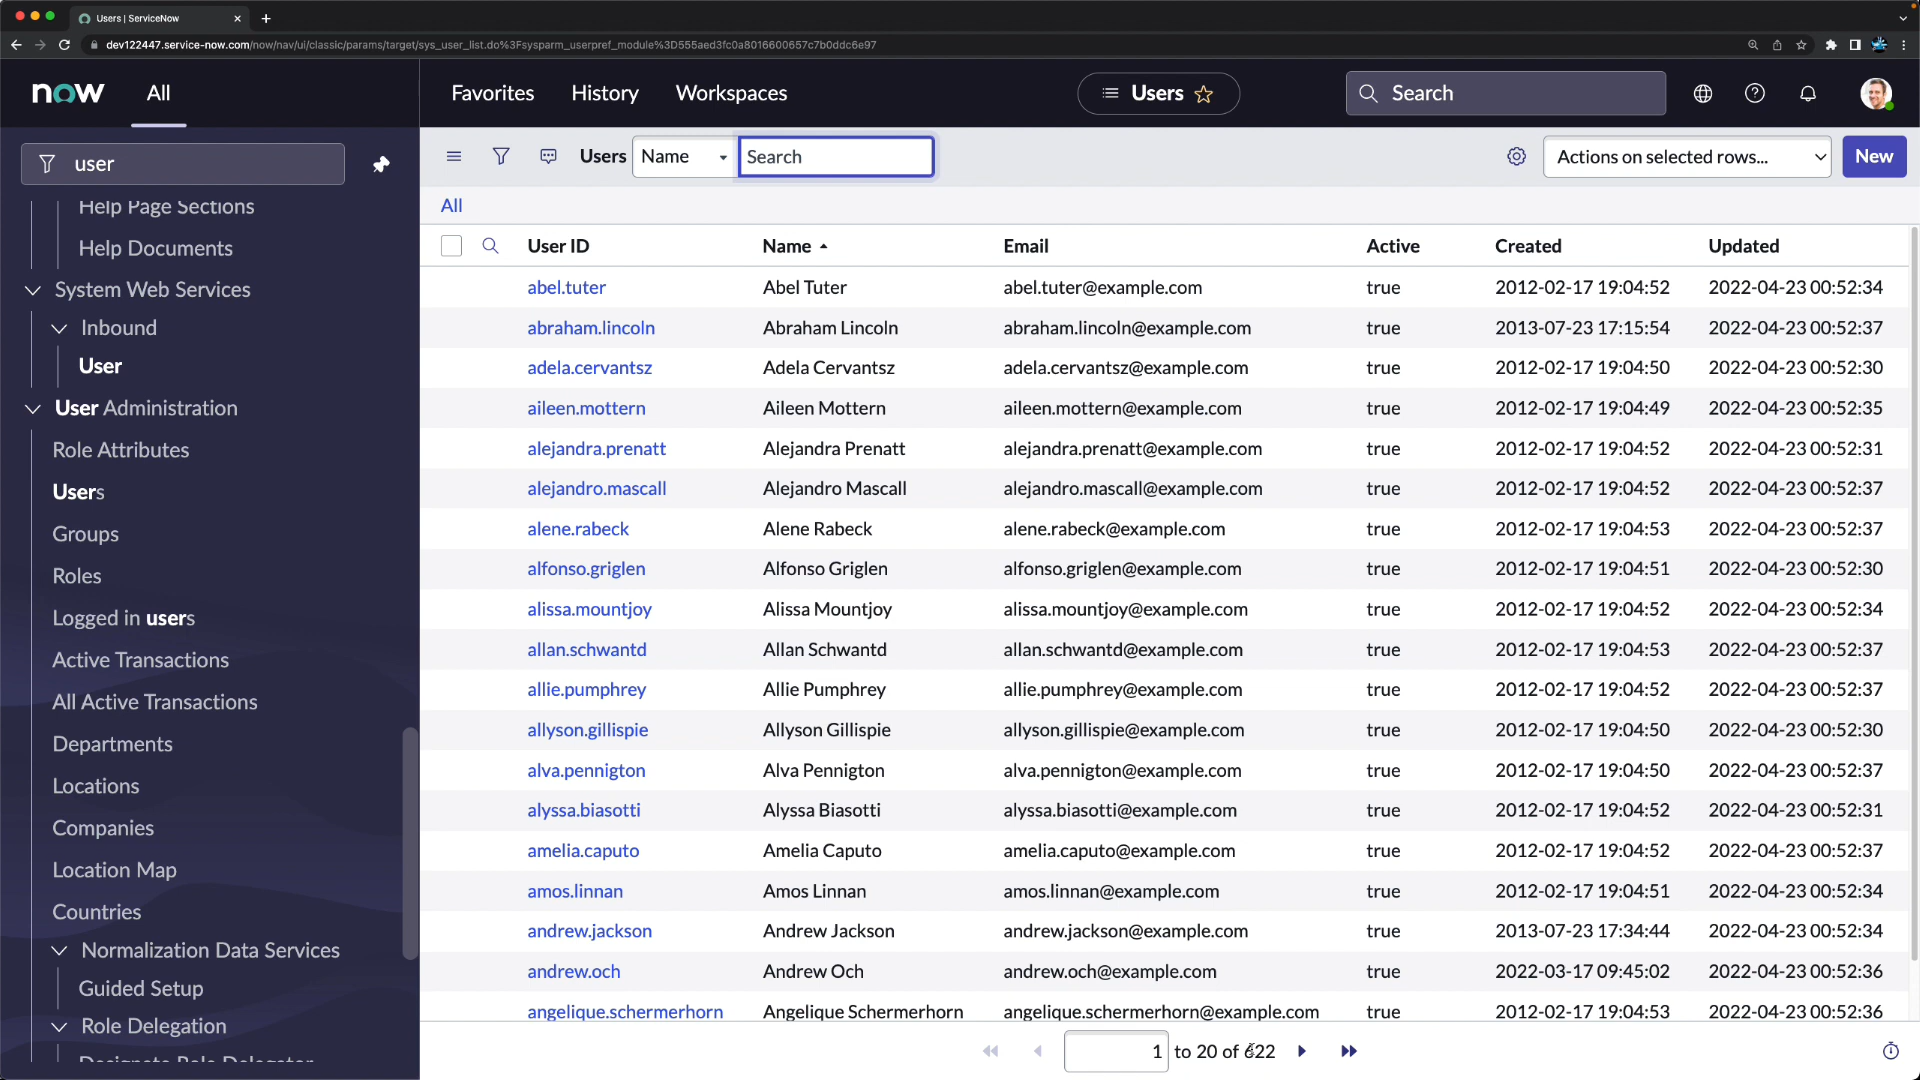 Users | ServiceNow
dev122447.service-now.com/now/nav/ui/classic/params/target/sys_user_list.do%3Fsysparm_userpref_module%3D555aed3fc0a8016600657c7b0ddc6e97
now
All
Favorites
History
Workspaces
Users
Search
user
Help Page Sections
Help Documents
System Web Services
Inbound
User
User Administration
Role Attributes
Users
Groups
Roles
Logged in users
Active Transactions
All Active Transactions
Departments
Locations
Companies
Location Map
Countries
Normalization Data Services
Guided Setup
Role Delegation
Designate Role Delegator
Users Name Search Actions on selected rows... New
All
User ID Name Email Active Created Updated
abel.tuter Abel Tuter abel.tuter@example.com true 2012-02-17 19:04:52 2022-04-23 00:52:34
abraham.lincoln Abraham Lincoln abraham.lincoln@example.com true 2013-07-23 17:15:54 2022-04-23 00:52:37
adela.cervantsz Adela Cervantsz adela.cervantsz@example.com true 2012-02-17 19:04:50 2022-04-23 00:52:30
aileen.mottern Aileen Mottern aileen.mottern@example.com true 2012-02-17 19:04:49 2022-04-23 00:52:35
alejandra.prenatt Alejandra Prenatt alejandra.prenatt@example.com true 2012-02-17 19:04:52 2022-04-23 00:52:31
alejandro.mascall Alejandro Mascall alejandro.mascall@example.com true 2012-02-17 19:04:52 2022-04-23 00:52:37
alene.rabeck Alene Rabeck alene.rabeck@example.com true 2012-02-17 19:04:53 2022-04-23 00:52:37
alfonso.griglen Alfonso Griglen alfonso.griglen@example.com true 2012-02-17 19:04:51 2022-04-23 00:52:30
alissa.mountjoy Alissa Mountjoy alissa.mountjoy@example.com true 2012-02-17 19:04:52 2022-04-23 00:52:34
allan.schwantd Allan Schwantd allan.schwantd@example.com true 2012-02-17 19:04:53 2022-04-23 00:52:37
allie.pumphrey Allie Pumphrey allie.pumphrey@example.com true 2012-02-17 19:04:52 2022-04-23 00:52:37
allyson.gillispie Allyson Gillispie allyson.gillispie@example.com true 2012-02-17 19:04:50 2022-04-23 00:52:30
alva.pennigton Alva Pennigton alva.pennigton@example.com true 2012-02-17 19:04:50 2022-04-23 00:52:37
alyssa.biasotti Alyssa Biasotti alyssa.biasotti@example.com true 2012-02-17 19:04:52 2022-04-23 00:52:31
amelia.caputo Amelia Caputo amelia.caputo@example.com true 2012-02-17 19:04:52 2022-04-23 00:52:37
amos.linnan Amos Linnan amos.linnan@example.com true 2012-02-17 19:04:51 2022-04-23 00:52:34
andrew.jackson Andrew Jackson andrew.jackson@example.com true 2013-07-23 17:34:44 2022-04-23 00:52:34
andrew.och Andrew Och andrew.och@example.com true 2022-03-17 09:45:02 2022-04-23 00:52:36
angelique.schermerhorn Angelique Schermerhorn angelique.schermerhorn@example.com true 2012-02-17 19:04:53 2022-04-23 00:52:36
1 to 20 of 622